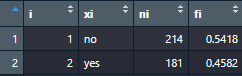 i xi ni fi
1 1 no 214 0.5418
2 2 yes 181 0.4582